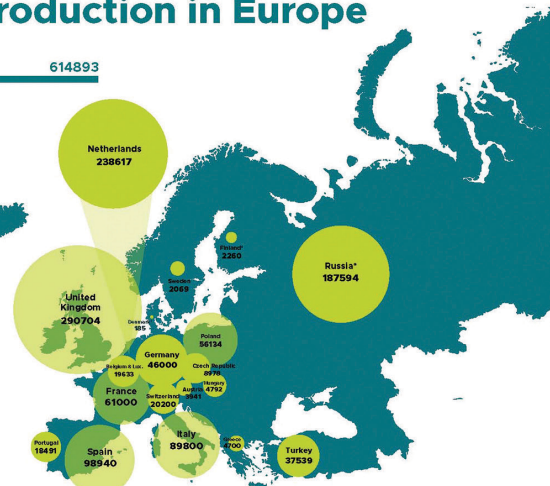 roduction in Europe
614893
Netherlands
238617
Finland*
2260
Russia*
187594
Sweden
2069
United
Kingdom
290704
Denmark
185
Poland
56134
Germany
46000
Belgium & Lux.
19633
Czech Republic
8978
Hungary
4792
Austria
3941
France
61000
Switzerland
20200
Italy
89800
Greece
4700
Portugal
18491
Spain
98940
Turkey
37539